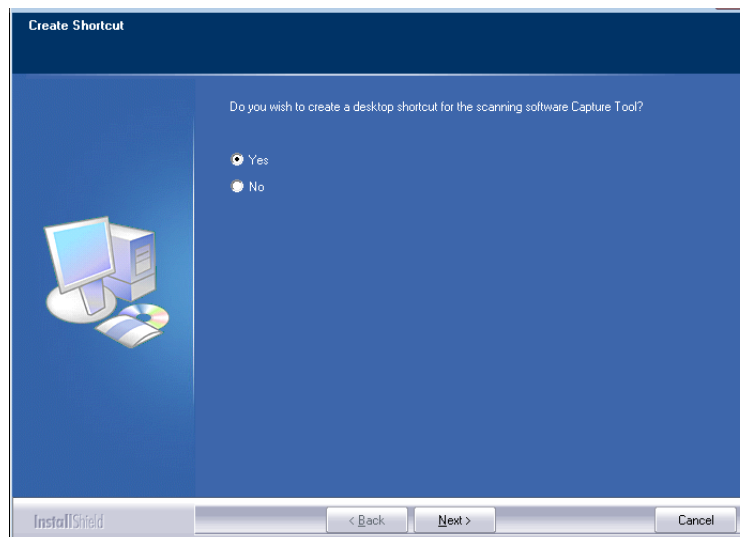 Create Shortcut
Do you wish to create a desktop shortcut for the scanning software Capture Tool?
Yes
No
InstallShield
< Back
Next >
Cancel